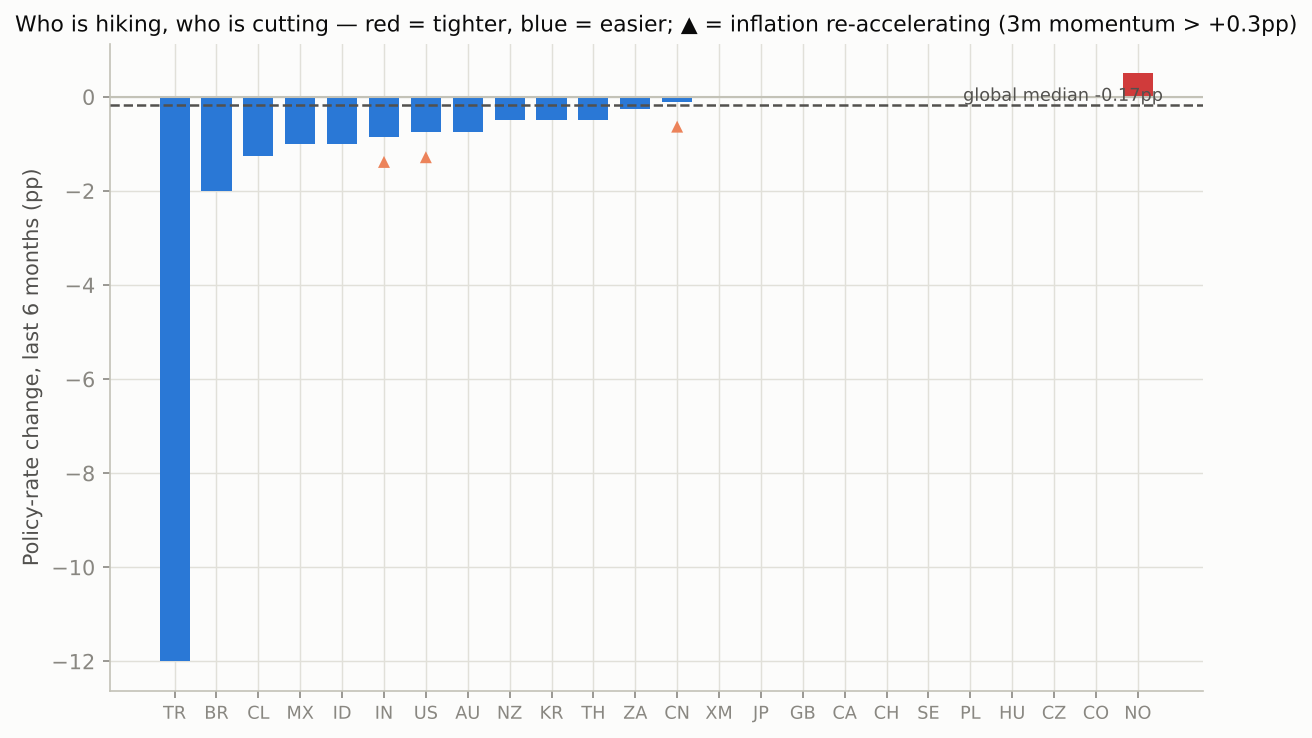 Who is hiking, who is cutting — red = tighter, blue = easier; ▲ = inflation re-accelerating (3m momentum > +0.3pp)
Policy-rate change, last 6 months (pp)
0
−2
−4
−6
−8
−10
−12
global median -0.17pp
TR BR CL MX ID IN US AU NZ KR TH ZA CN XM JP GB CA CH SE PL HU CZ CO NO